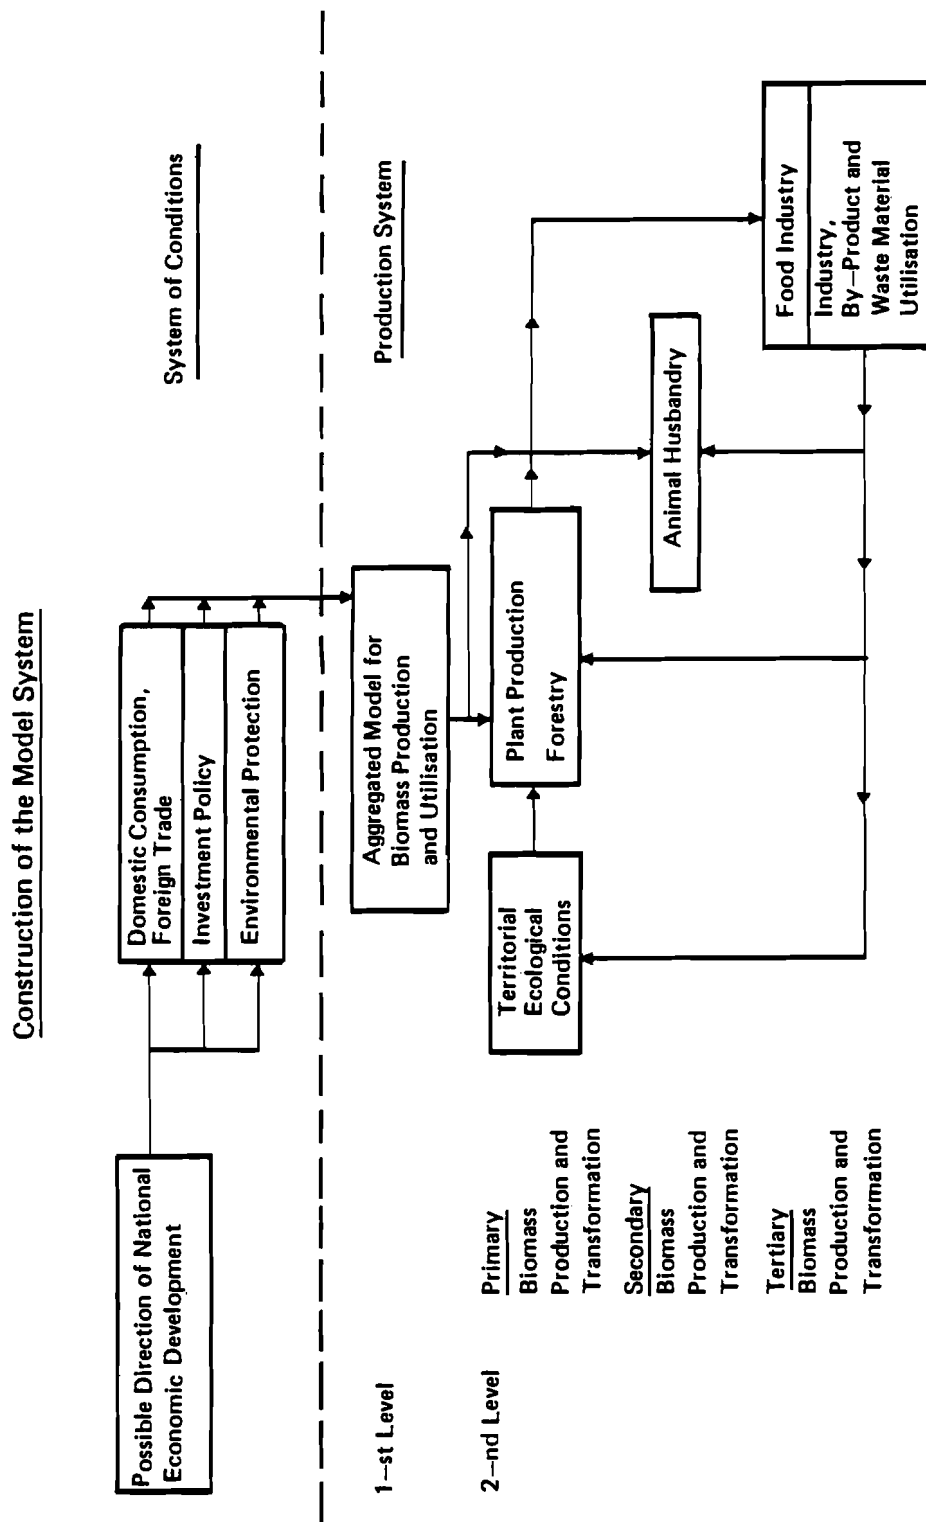 Construction of the Model System
System of Conditions
Possible Direction of National
Economic Development
Domestic Consumption,
Foreign Trade
Investment Policy
Environmental Protection
Production System
1–st Level
Aggregated Model for
Biomass Production
and Utilisation
2–nd Level
Primary
Biomass
Production and
Transformation
Territorial
Ecological
Conditions
Plant Production
Forestry
Secondary
Biomass
Production and
Transformation
Animal Husbandry
Tertiary
Biomass
Production and
Transformation
Food Industry
Industry,
By–Product and
Waste Material
Utilisation